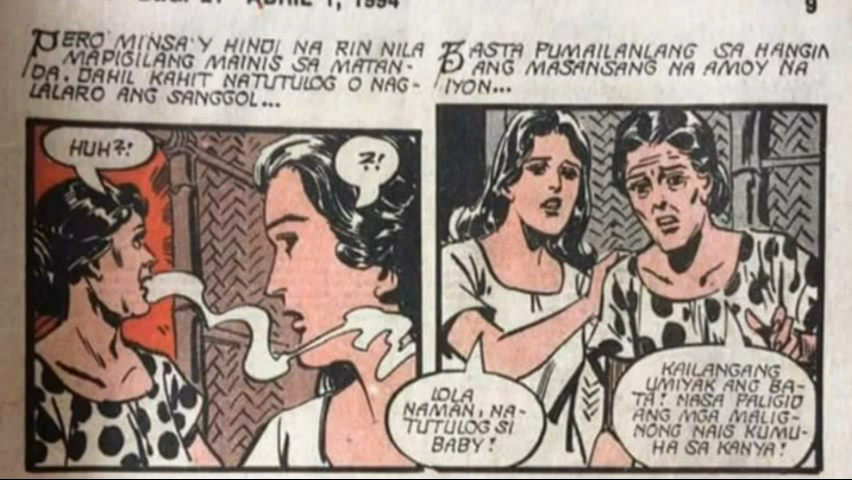 APRIL 1, 1994
9
PERO MINSA'Y HINDI NA RIN NILA
MAPIGILANG MAINIS SA MATAN-
DA. DAHIL KAHIT NATUTULOG O NAG-
LALARO ANG SANGGOL...
BASTA PUMAILANLANG SA HANGIN
ANG MASANSANG NA AMOY NA
IYON...
HUH?!
?!
LOLA
NAMAN, NA-
TUTULOG SI
BABY!
KAILANGANG
UMIYAK ANG BA-
TA! NASA PALIGID
ANG MGA MALIG-
NONG NAIS KUMU-
HA SA KANYA!